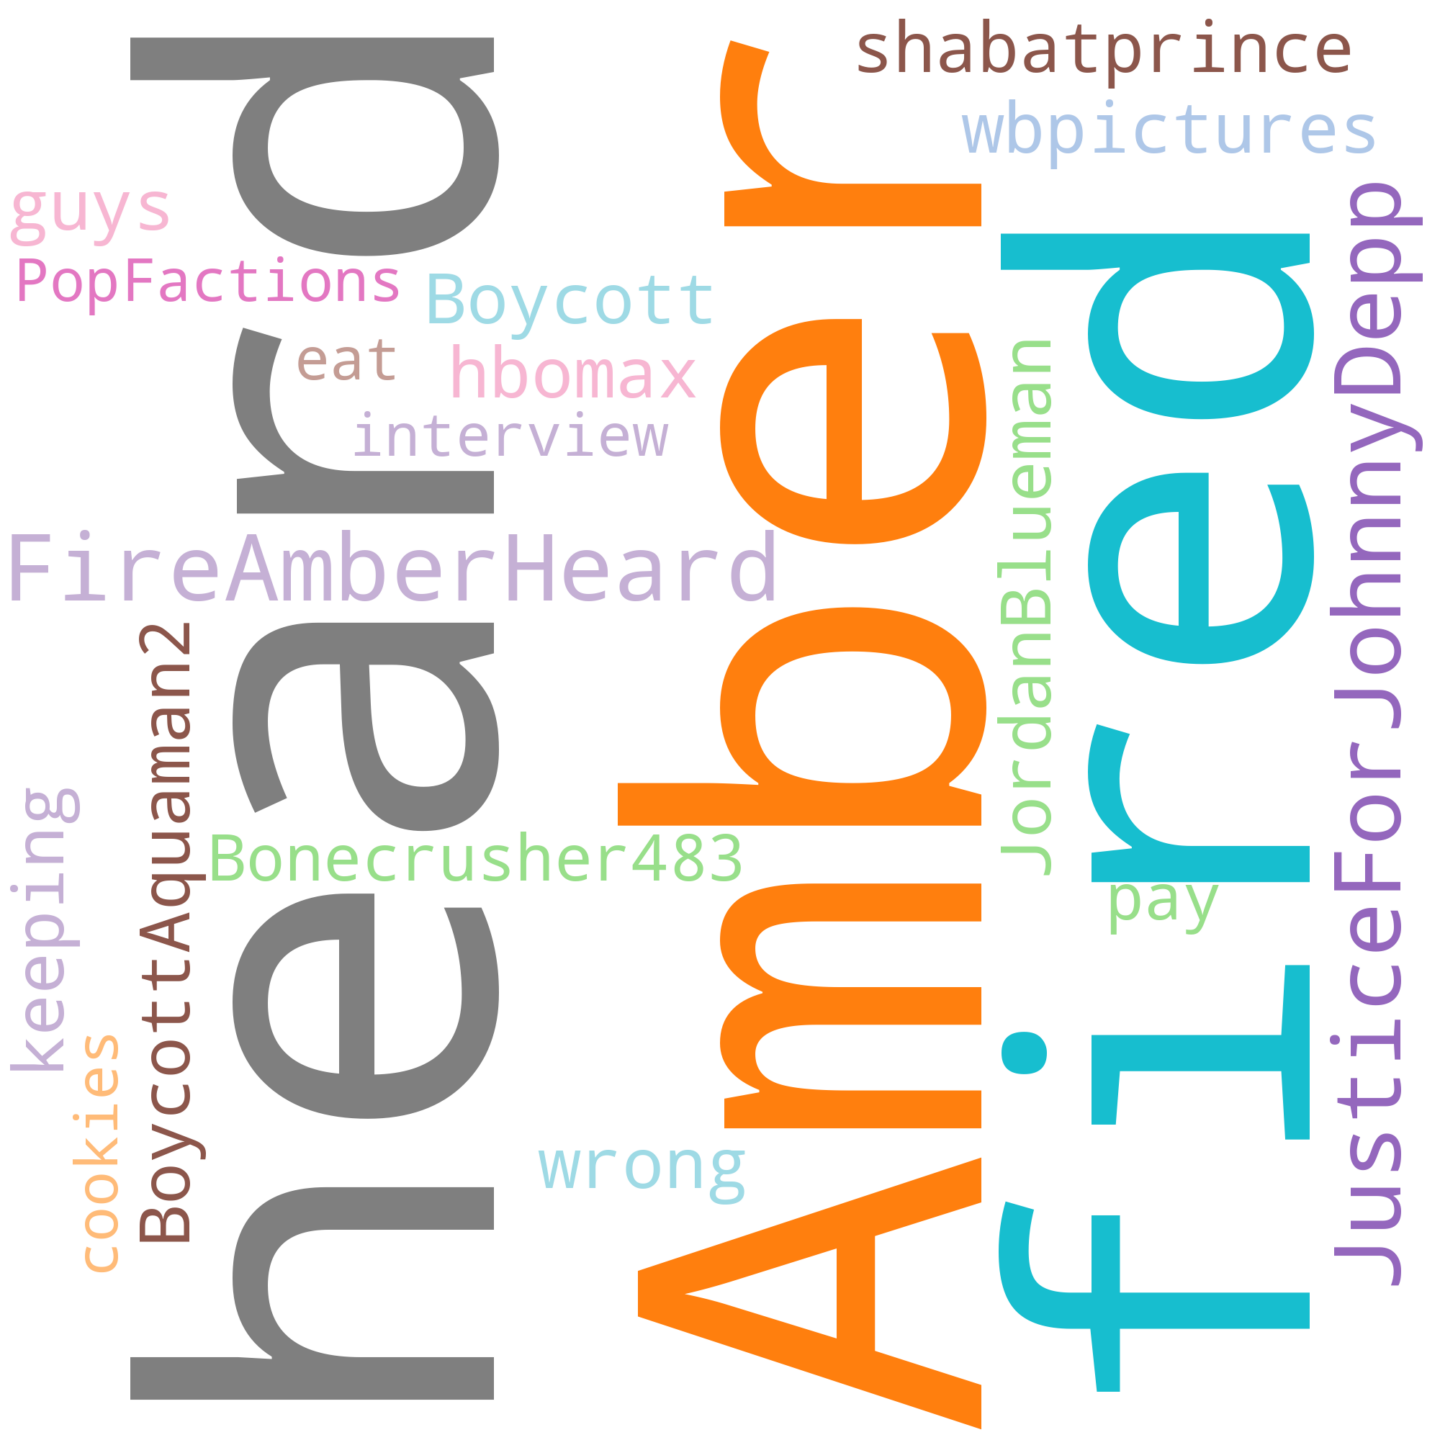 shabatprince
wbpictures
guys
PopFactions
Boycott
eat
hbomax
interview
FireAmberHeard
heard
Amber
fired
JordanBlueman
JusticeForJohnnyDepp
BoycottAquaman2
keeping
Bonecrusher483
pay
cookies
wrong